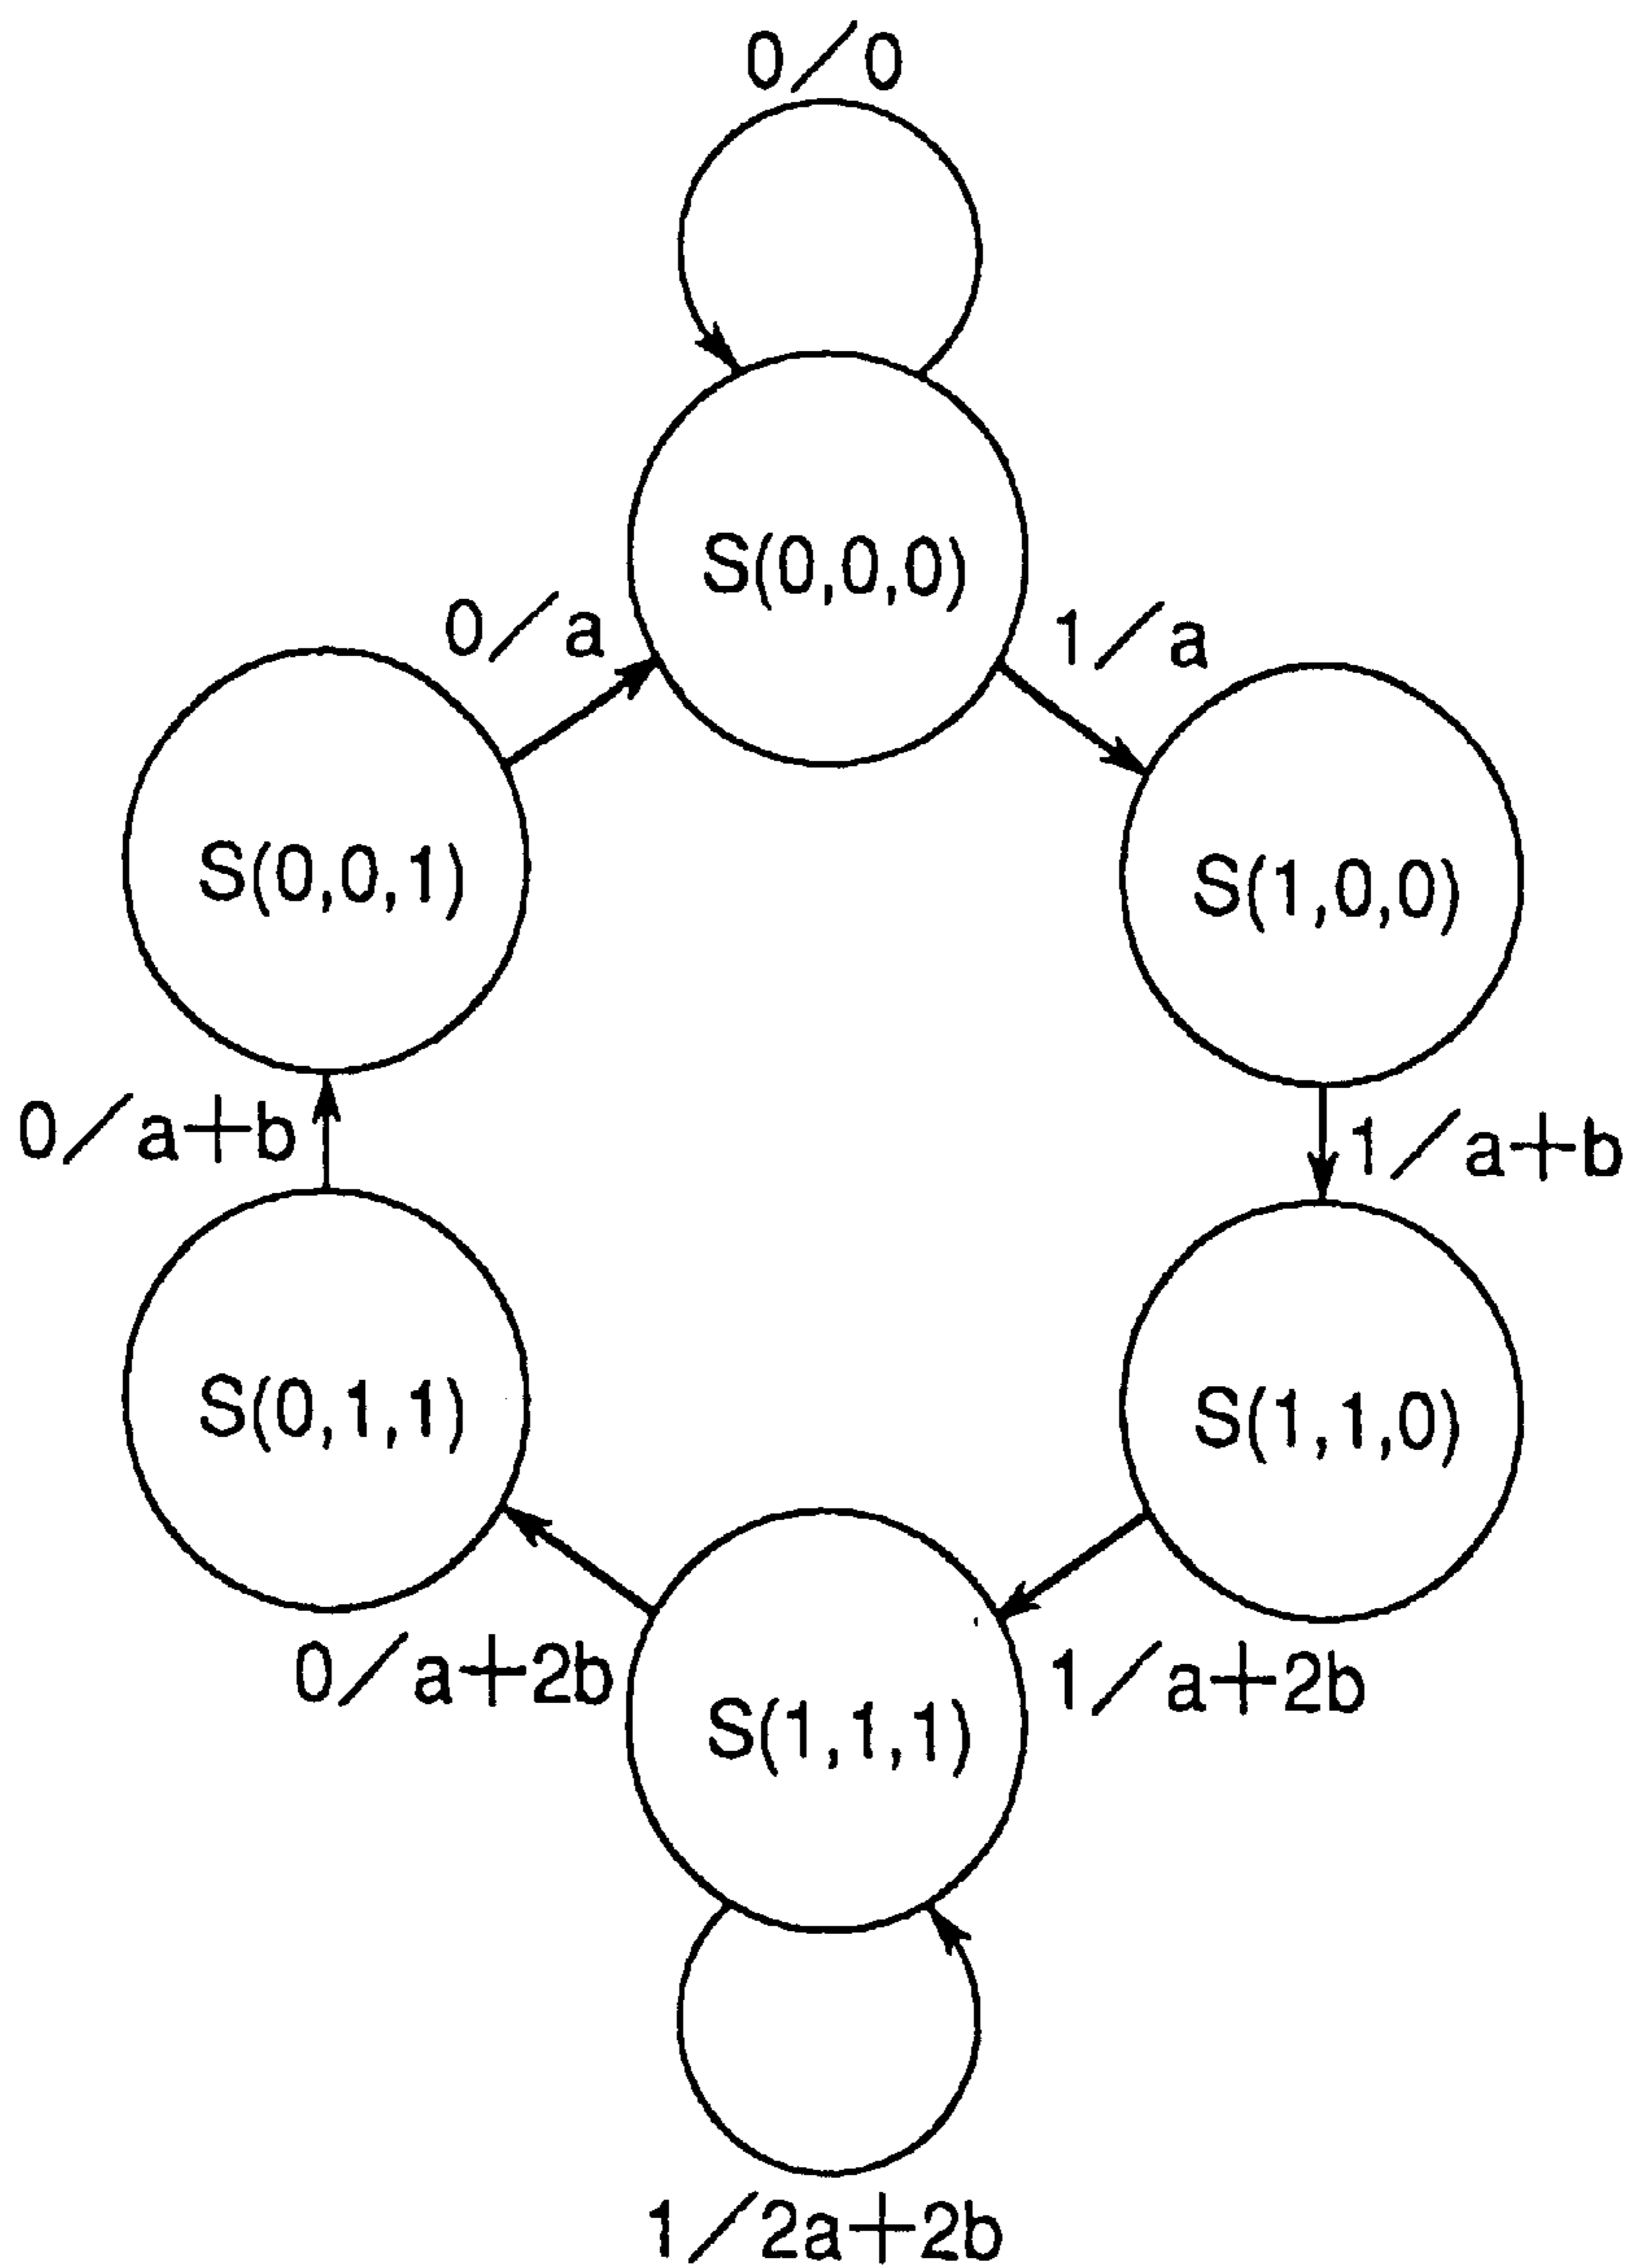 0/0
S(0,0,0)
0/a
1/a
S(0,0,1)
S(1,0,0)
0/a+b
1/a+b
S(0,1,1)
S(1,1,0)
0/a+2b
1/a+2b
S(1,1,1)
1/2a+2b